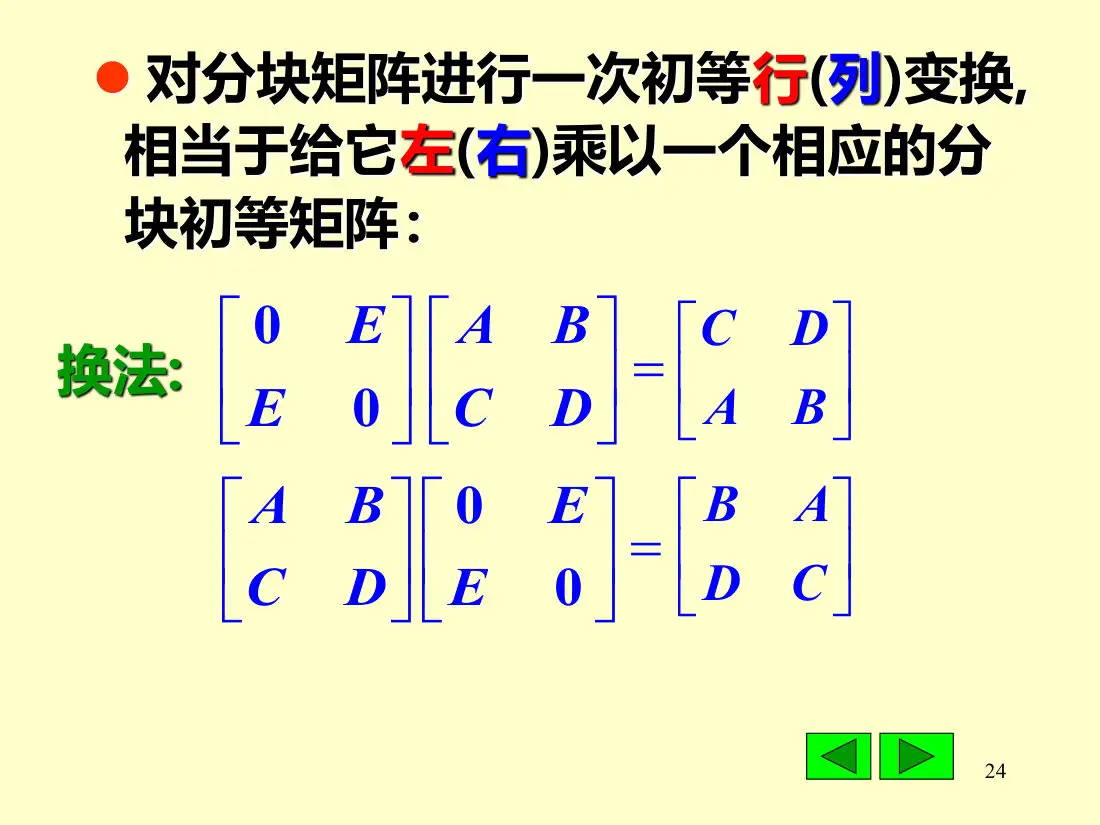 对分块矩阵进行一次初等行(列)变换,
相当于给它左(右)乘以一个相应的分
块初等矩阵:
换法:
[0 E] [A B] = [C D]
[E 0] [C D]   [A B]
[A B] [0 E] = [B A]
[C D] [E 0]   [D C]
24